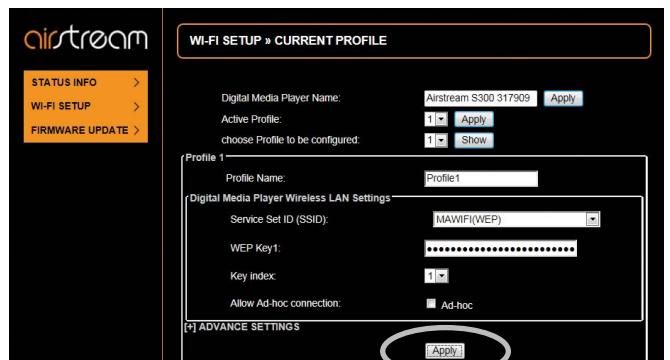 airstream
WI-FI SETUP » CURRENT PROFILE
STATUS INFO >
WI-FI SETUP >
FIRMWARE UPDATE >
Digital Media Player Name: Airstream S300 317909 Apply
Active Profile: 1 Apply
choose Profile to be configured: 1 Show
Profile 1
Profile Name: Profile1
Digital Media Player Wireless LAN Settings
Service Set ID (SSID): MAWIFI(WEP)
WEP Key1: ••••••••••••••••••••••••••
Key index: 1
Allow Ad-hoc connection: Ad-hoc
[+] ADVANCE SETTINGS
Apply